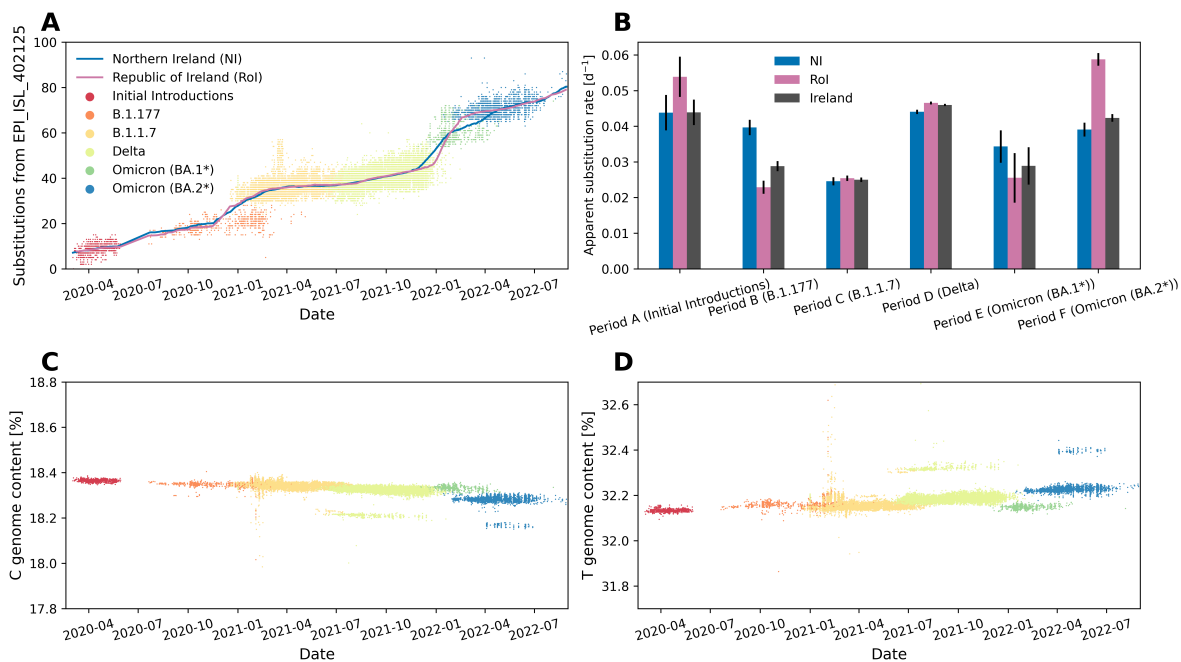 A
Substitutions from EPI_ISL_402125
100
80
60
40
20
0
Northern Ireland (NI)
Republic of Ireland (RoI)
Initial Introductions
B.1.177
B.1.1.7
Delta
Omicron (BA.1*)
Omicron (BA.2*)
2020-04 2020-07 2020-10 2021-01 2021-04 2021-07 2021-10 2022-01 2022-04 2022-07
Date
B
Apparent substitution rate [d⁻¹]
0.06
0.05
0.04
0.03
0.02
0.01
0.00
NI
RoI
Ireland
Period A (Initial Introductions)
Period B (B.1.177)
Period C (B.1.1.7)
Period D (Delta)
Period E (Omicron (BA.1*))
Period F (Omicron (BA.2*))
C
C genome content [%]
18.8
18.6
18.4
18.2
18.0
17.8
2020-04 2020-07 2020-10 2021-01 2021-04 2021-07 2021-10 2022-01 2022-04 2022-07
Date
D
T genome content [%]
32.6
32.4
32.2
32.0
31.8
2020-04 2020-07 2020-10 2021-01 2021-04 2021-07 2021-10 2022-01 2022-04 2022-07
Date